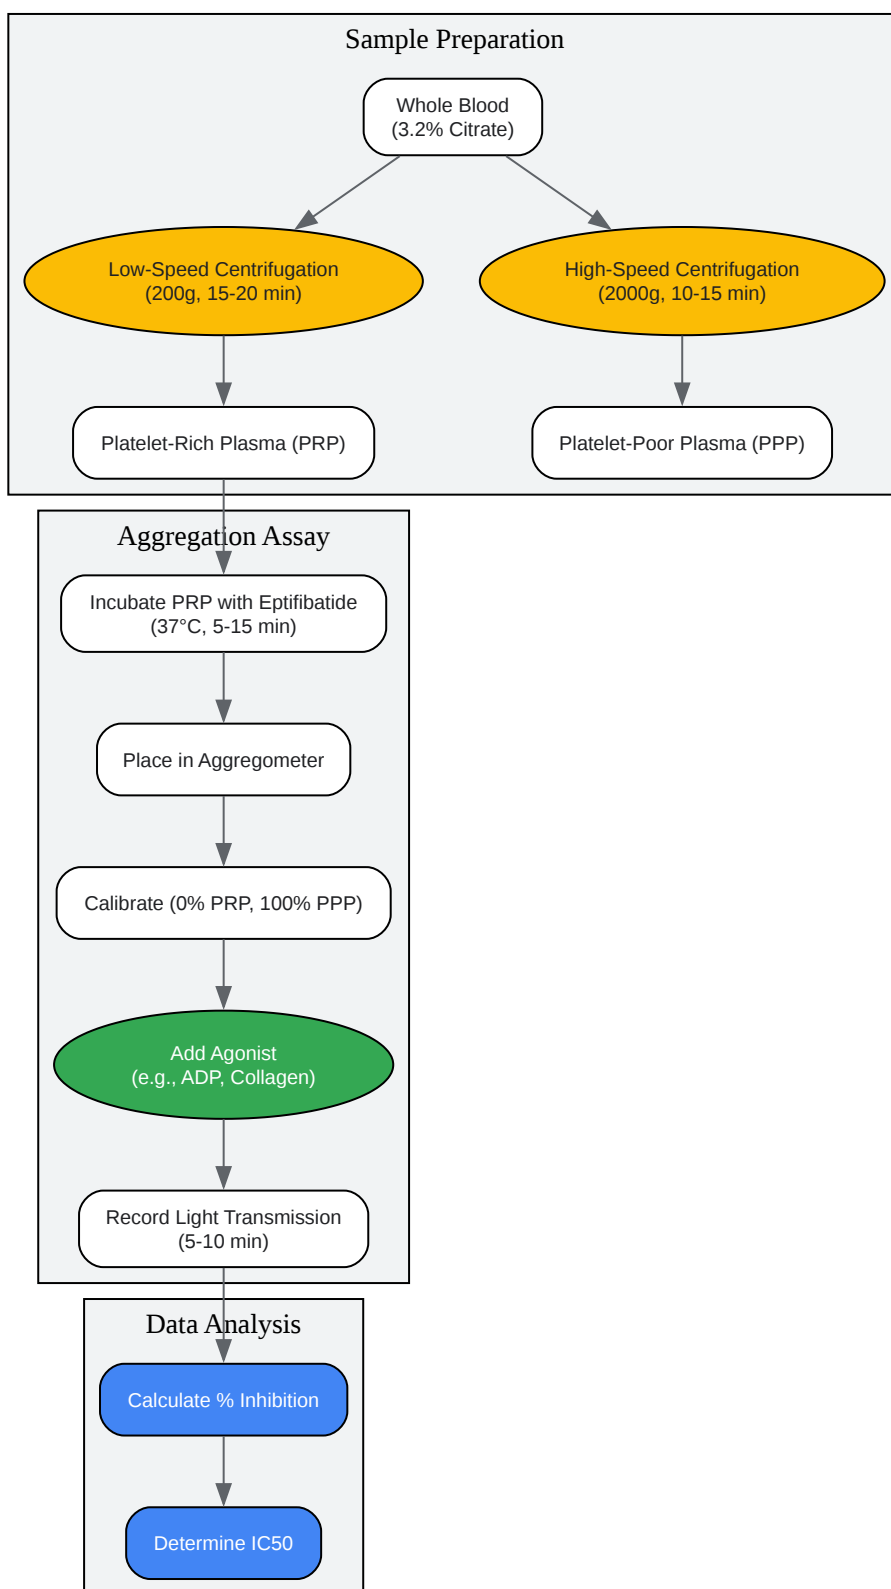 Sample Preparation
Whole Blood
(3.2% Citrate)
Low-Speed Centrifugation
(200g, 15-20 min)
High-Speed Centrifugation
(2000g, 10-15 min)
Platelet-Rich Plasma (PRP)
Platelet-Poor Plasma (PPP)
Aggregation Assay
Incubate PRP with Eptifibatide
(37°C, 5-15 min)
Place in Aggregometer
Calibrate (0% PRP, 100% PPP)
Add Agonist
(e.g., ADP, Collagen)
Record Light Transmission
(5-10 min)
Data Analysis
Calculate % Inhibition
Determine IC50